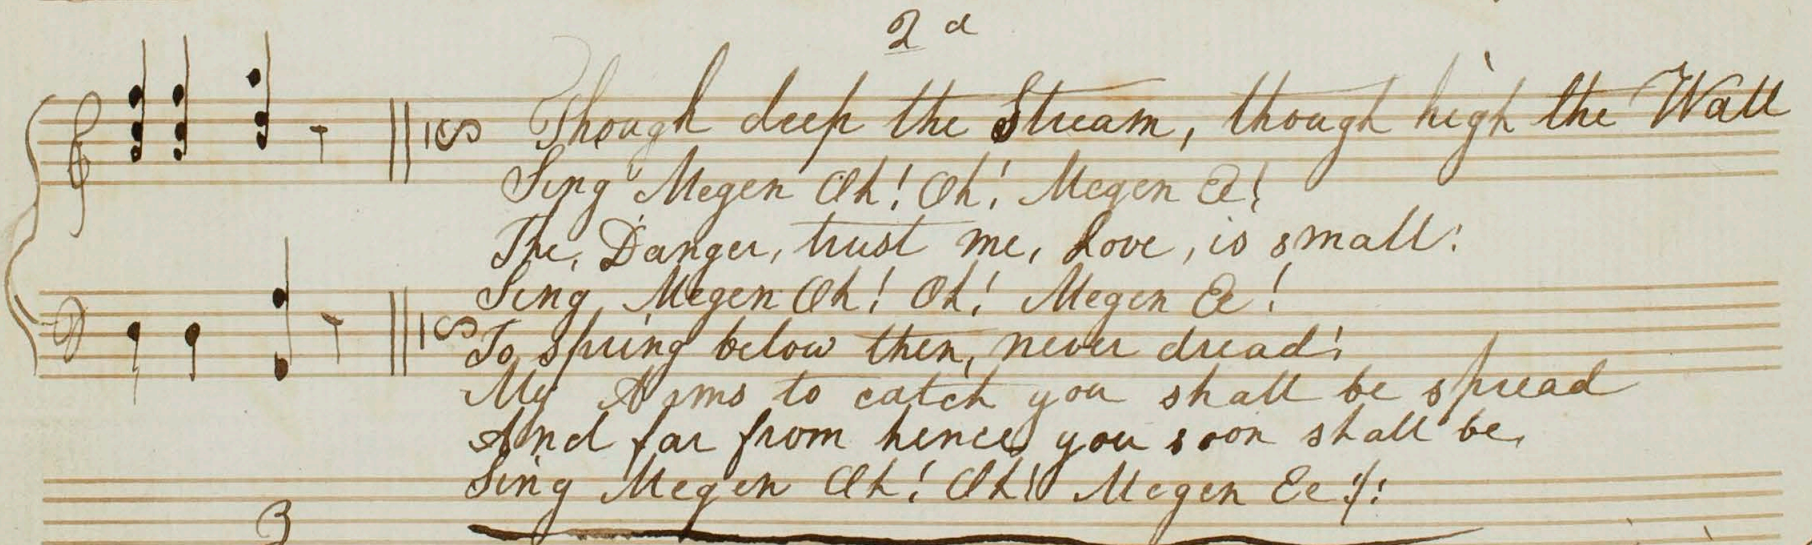 2d
Though deep the Stream, though high the Wall
Sing Megen Oh! Oh! Megen Ee!
The, Danger, trust me, Love, is small:
Sing Megen Oh! Oh! Megen Ee!
To spring below then, never dread!
My Arms to catch you shall be spread
And far from hence you soon shall be,
Sing Megen Oh! Oh! Megen Ee!:
3